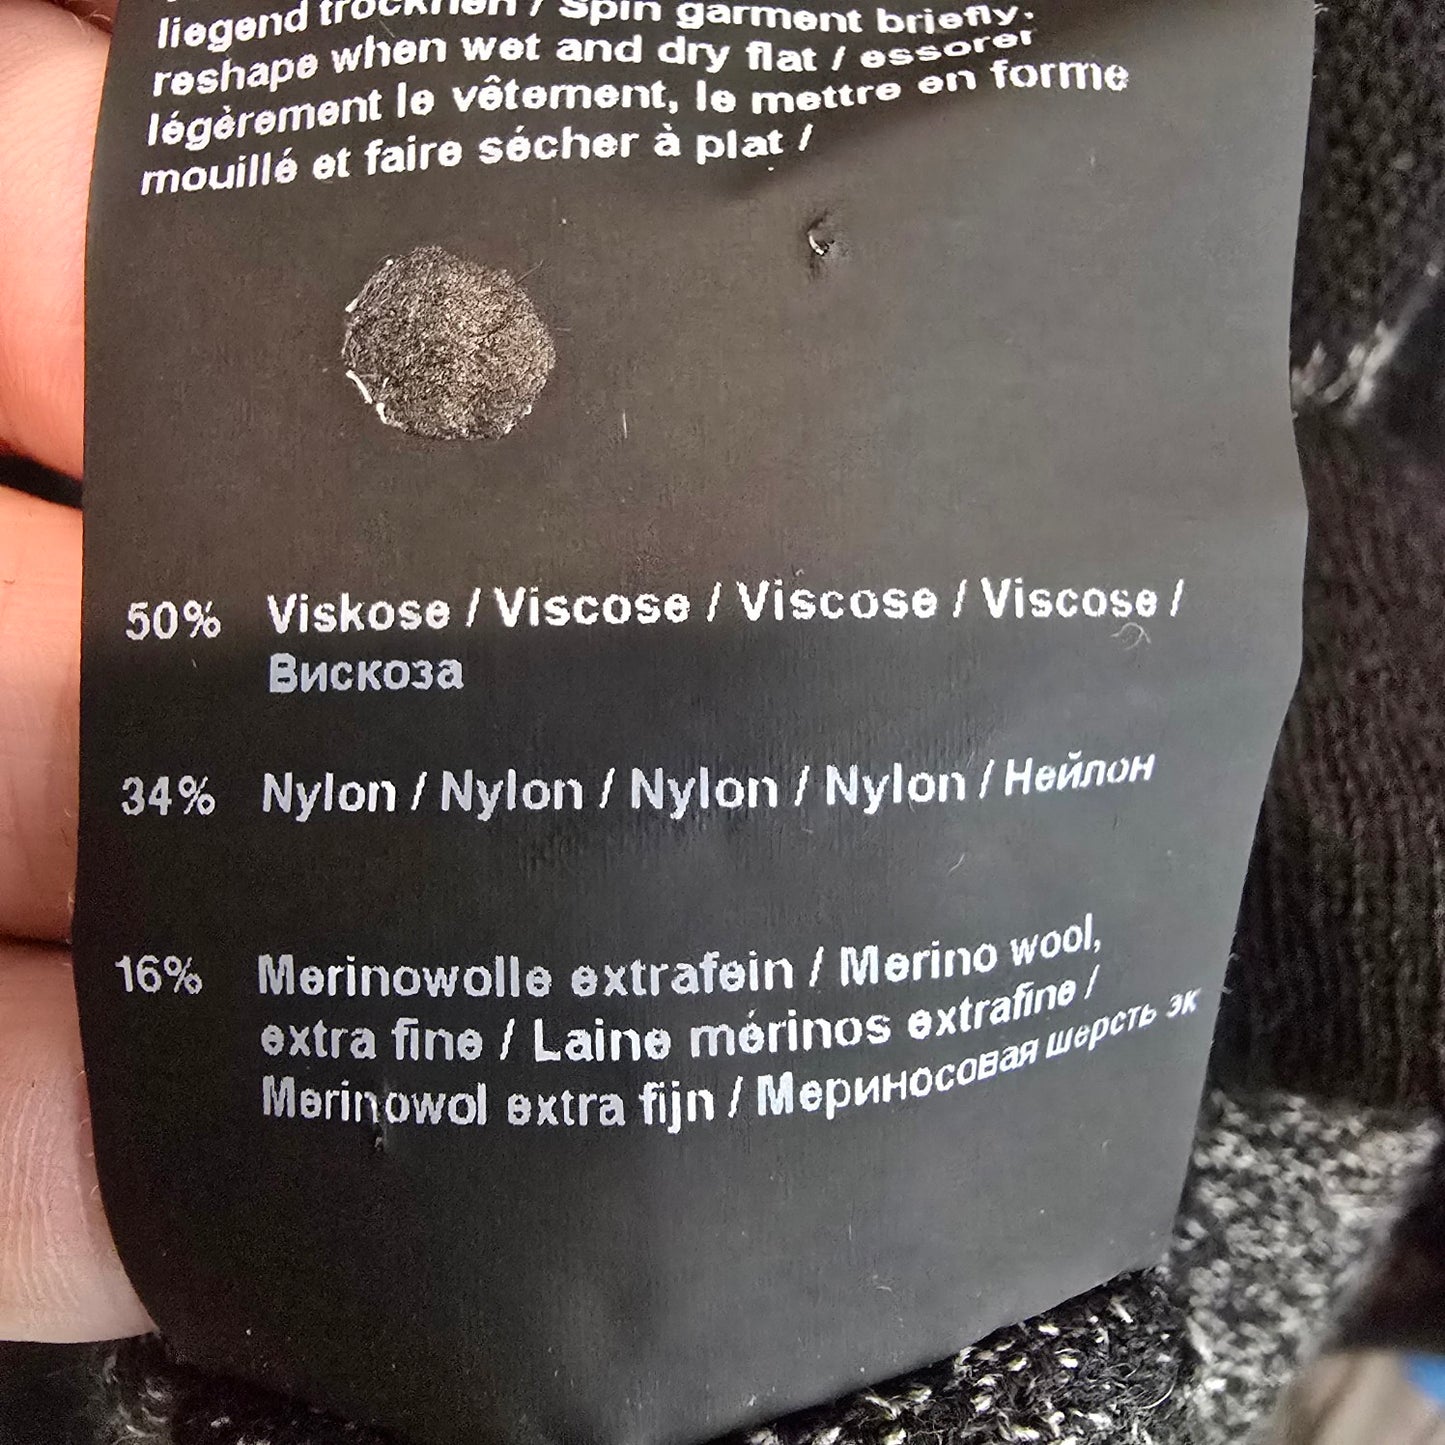 liegend trocknen / Spin garment briefly.
reshape when wet and dry flat / essorer
légèrement le vêtement, le mettre en forme
mouillé et faire sécher à plat /
50% Viskose / Viscose / Viscose / Viscose /
Вискоза
34% Nylon / Nylon / Nylon / Nylon / Нейлон
16% Merinowolle extrafein / Merino wool,
extra fine / Laine mérinos extrafine /
Merinowol extra fijn / Мериносовая шерсть эк